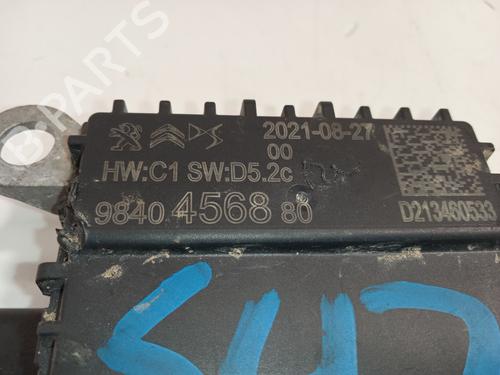 B PARTS
2021-08-27
00
HW:C1 SW:D5.2c
9840 4568 80
D213460533